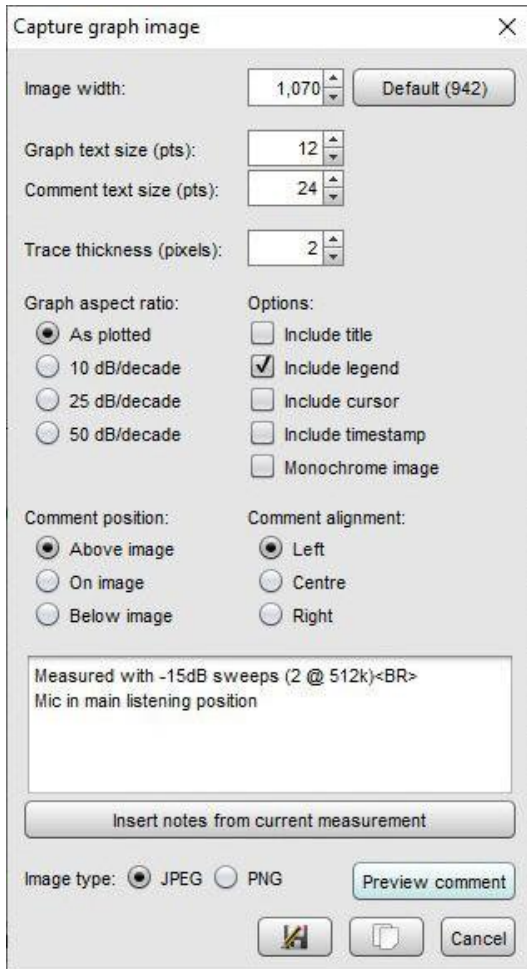 Capture graph image
Image width: 1,070 Default (942)
Graph text size (pts): 12
Comment text size (pts): 24
Trace thickness (pixels): 2
Graph aspect ratio: Options:
As plotted Include title
10 dB/decade Include legend
25 dB/decade Include cursor
50 dB/decade Include timestamp
Monochrome image
Comment position: Comment alignment:
Above image Left
On image Centre
Below image Right
Measured with -15dB sweeps (2 @ 512k)<BR>
Mic in main listening position
Insert notes from current measurement
Image type: JPEG PNG Preview comment
Cancel